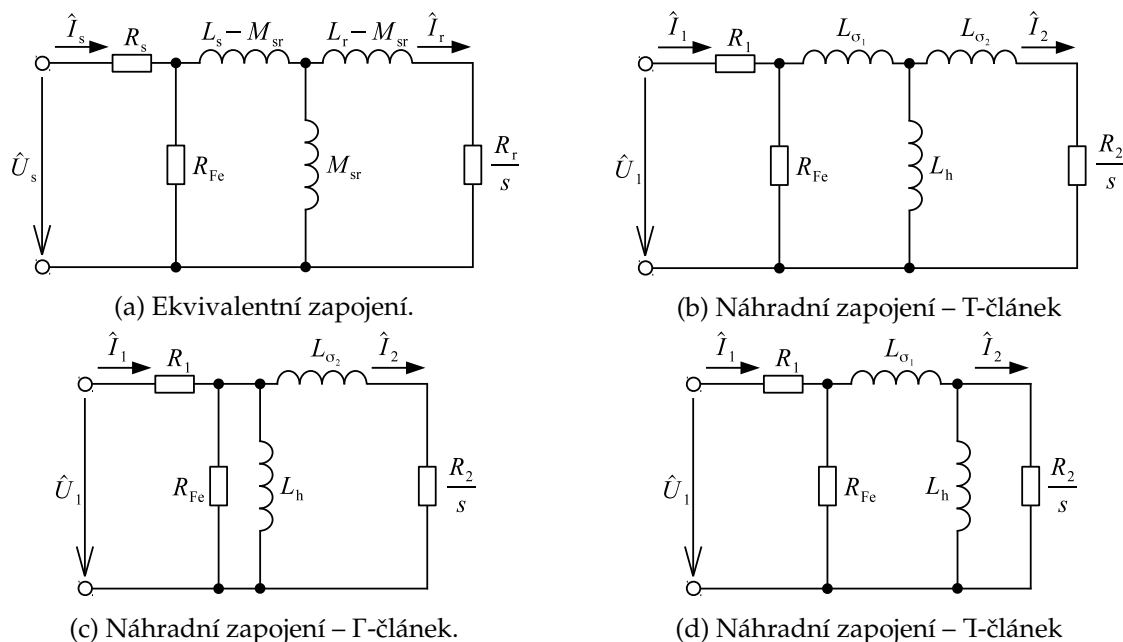 Î_s R_s L_s − M_sr L_r − M_sr Î_r
Û_s R_Fe M_sr R_r/s
(a) Ekvivalentní zapojení.
Î_1 R_1 L_σ1 L_σ2 Î_2
Û_1 R_Fe L_h R_2/s
(b) Náhradní zapojení – T-článek
Î_1 R_1 L_σ2 Î_2
Û_1 R_Fe L_h R_2/s
(c) Náhradní zapojení – Γ-článek.
Î_1 R_1 L_σ1 Î_2
Û_1 R_Fe L_h R_2/s
(d) Náhradní zapojení – Ꞁ-článek